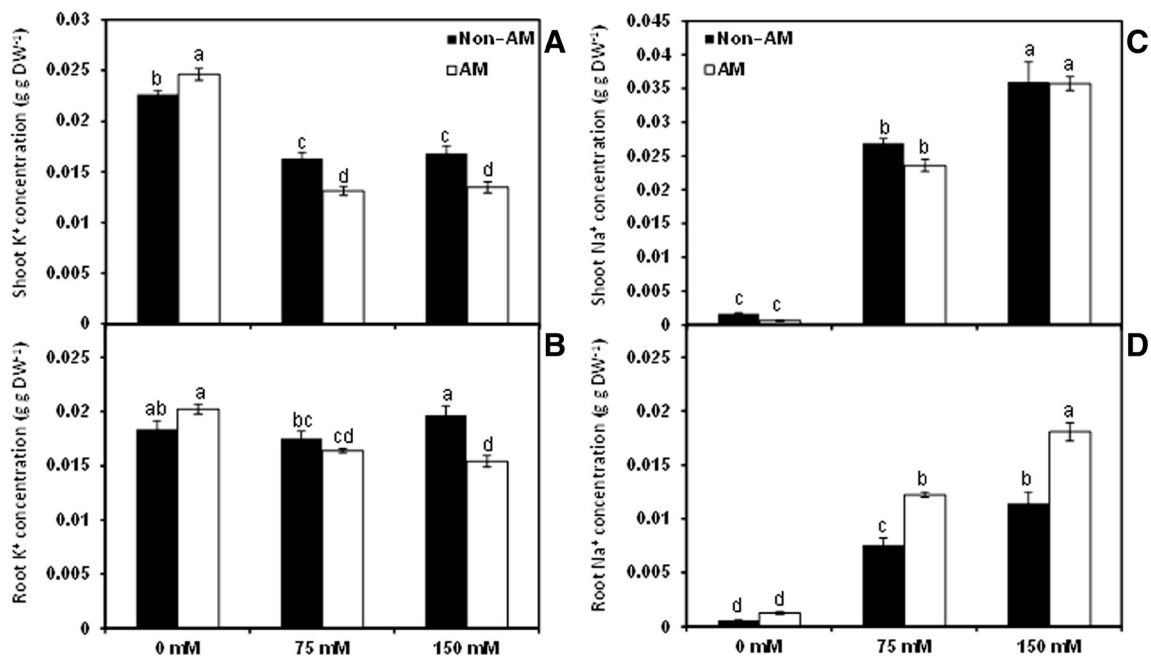 Shoot K⁺ concentration (g g DW⁻¹)
0.03
0.025
0.02
0.015
0.01
0.005
0
Non-AM
AM
A
b
a
c
d
c
d
Root K⁺ concentration (g g DW⁻¹)
0.025
0.02
0.015
0.01
0.005
0
B
ab
a
bc
cd
a
d
0 mM
75 mM
150 mM
Shoot Na⁺ concentration (g g DW⁻¹)
0.045
0.04
0.035
0.03
0.025
0.02
0.015
0.01
0.005
0
Non-AM
AM
C
c
c
b
b
a
a
Root Na⁺ concentration (g g DW⁻¹)
0.025
0.02
0.015
0.01
0.005
0
D
d
d
c
b
b
a
0 mM
75 mM
150 mM